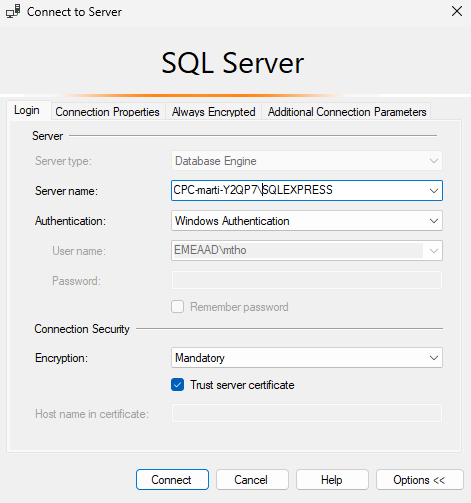 Connect to Server
SQL Server
Login Connection Properties Always Encrypted Additional Connection Parameters
Server
Server type: Database Engine
Server name: CPC-marti-Y2QP7\SQLEXPRESS
Authentication: Windows Authentication
User name: EMEAAD\mtho
Password:
Remember password
Connection Security
Encryption: Mandatory
Trust server certificate
Host name in certificate:
Connect Cancel Help Options <<